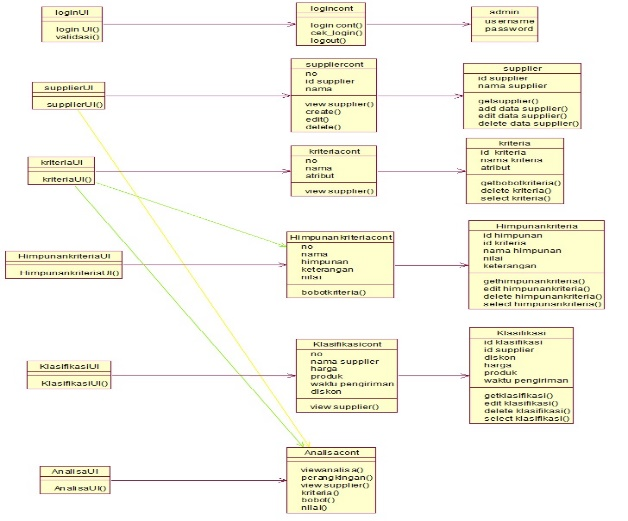 loginUI
login UI()
validasi()
logincont
login cont()
cek_login()
logout()
admin
username
password
supplierUI
supplierUI()
suppliercont
no
id supplier
nama
view supplier()
create()
edit()
delete()
supplier
id supplier
nama supplier
getsupplier()
add data supplier()
edit data supplier()
delete data supplier()
kriteriaUI
kriteriaUI()
kriteriacont
no
nama
atribut
view supplier()
kriteria
id kriteria
nama kriteria
atribut
getbobotkriteria()
delete kriteria()
select kriteria()
HimpunankriteriaUI
HimpunankriteriaUI()
Himpunankriteriacont
no
nama
himpunan
keterangan
nilai
bobotkriteria()
Himpunankriteria
id himpunan
id kriteria
nama himpunan
nilai
keterangan
gethimpunankriteria()
edit himpunankriteria()
delete himpunankriteria()
select himpunankriteria()
KlasifikasiUI
KlasifikasiUI()
Klasifikasicont
no
nama supplier
harga
produk
waktu pengiriman
diskon
view supplier()
Klasifikasi
id klasifikasi
id supplier
diskon
harga
produk
waktu pengiriman
getklasifikasi()
edit klasifikasi()
delete klasifikasi()
select klasifikasi()
AnalisaUI
AnalisaUI()
Analisacont
viewanalisa()
perangkingan()
view supplier()
kriteria()
bobot()
nilai()